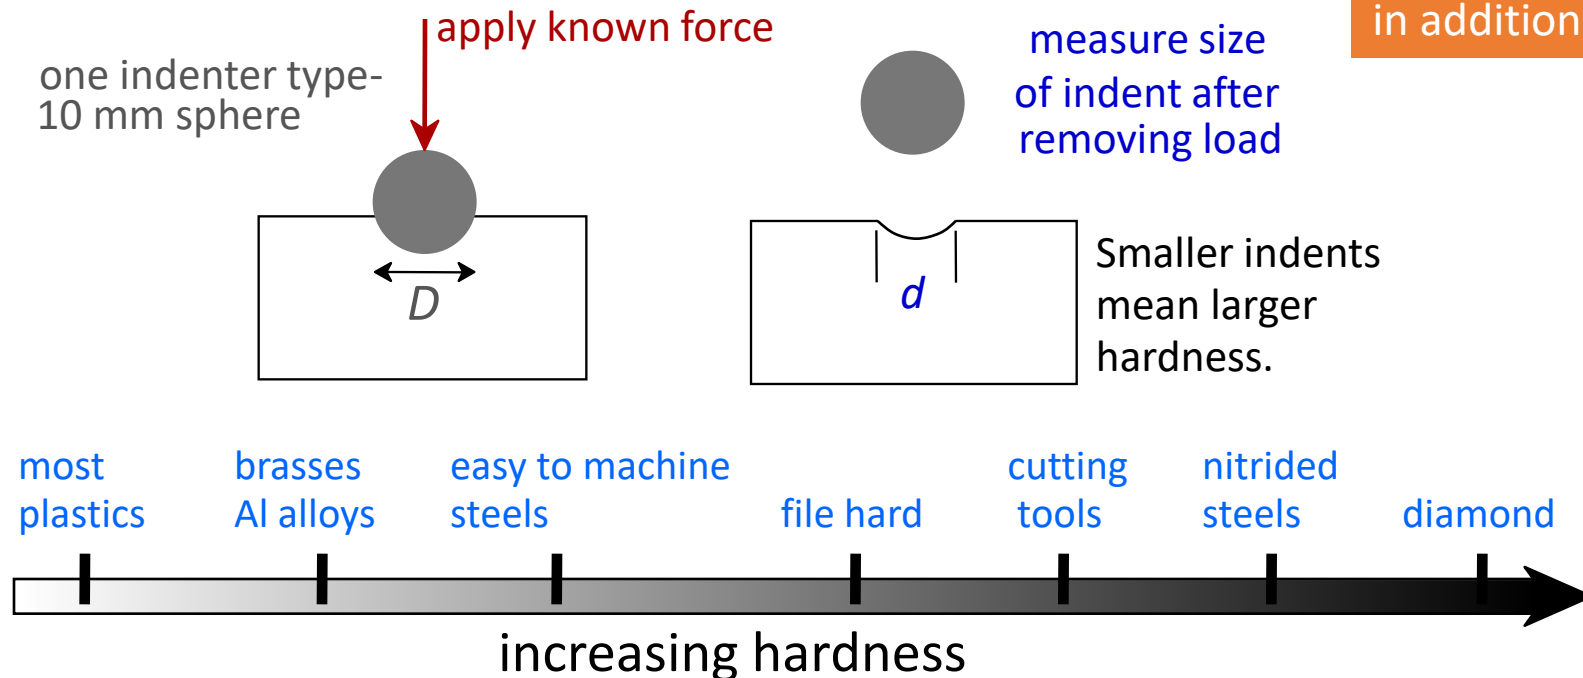 apply known force
in addition
one indenter type-
10 mm sphere
measure size
of indent after
removing load
D
d
Smaller indents
mean larger
hardness.
most
plastics
brasses
Al alloys
easy to machine
steels
file hard
cutting
tools
nitrided
steels
diamond
increasing hardness